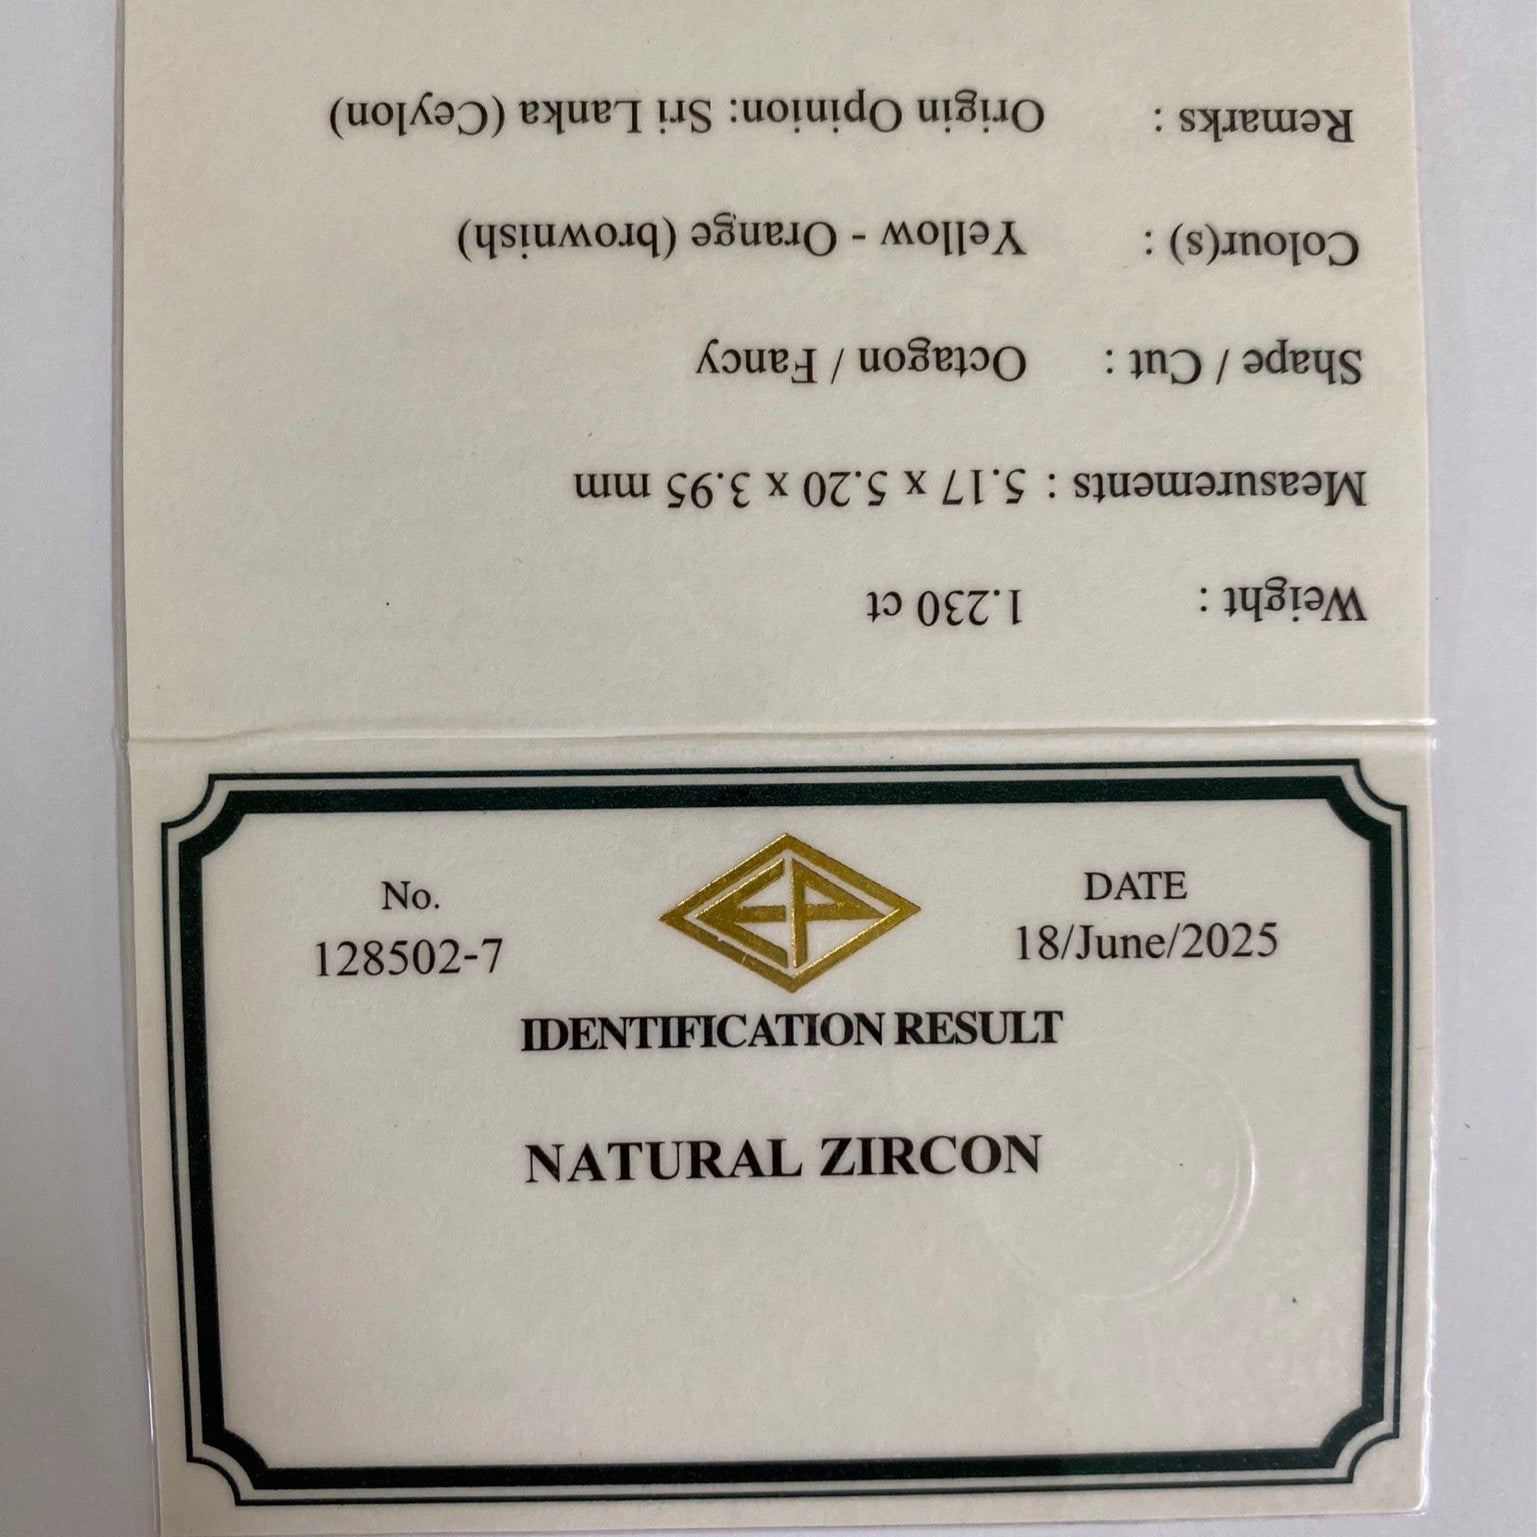 Weight : 1.230 ct
Measurements : 5.17 x 5.20 x 3.95 mm
Shape / Cut : Octagon / Fancy
Colour(s) : Yellow - Orange (brownish)
Remarks : Origin Opinion: Sri Lanka (Ceylon)
No.
128502-7
EP
DATE
18/June/2025
IDENTIFICATION RESULT
NATURAL ZIRCON